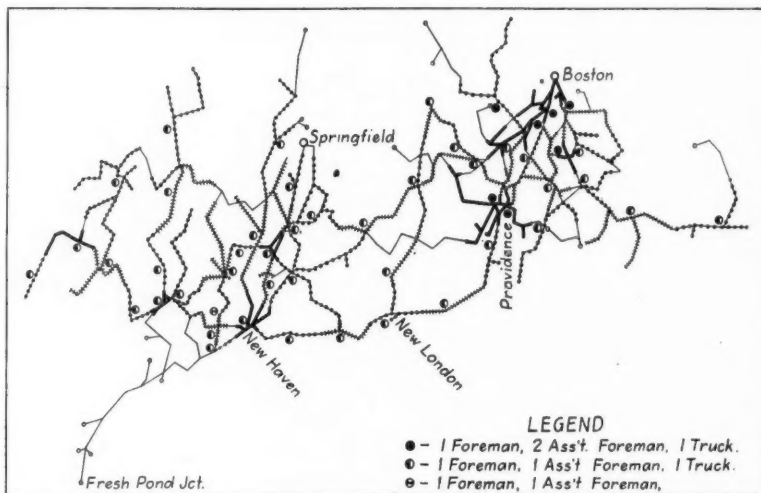 Boston
Springfield
Providence
New London
New Haven
Fresh Pond Jct.
LEGEND
– 1 Foreman, 2 Ass't. Foreman, 1 Truck.
– 1 Foreman, 1 Ass't Foreman, 1 Truck.
– 1 Foreman, 1 Ass't Foreman,